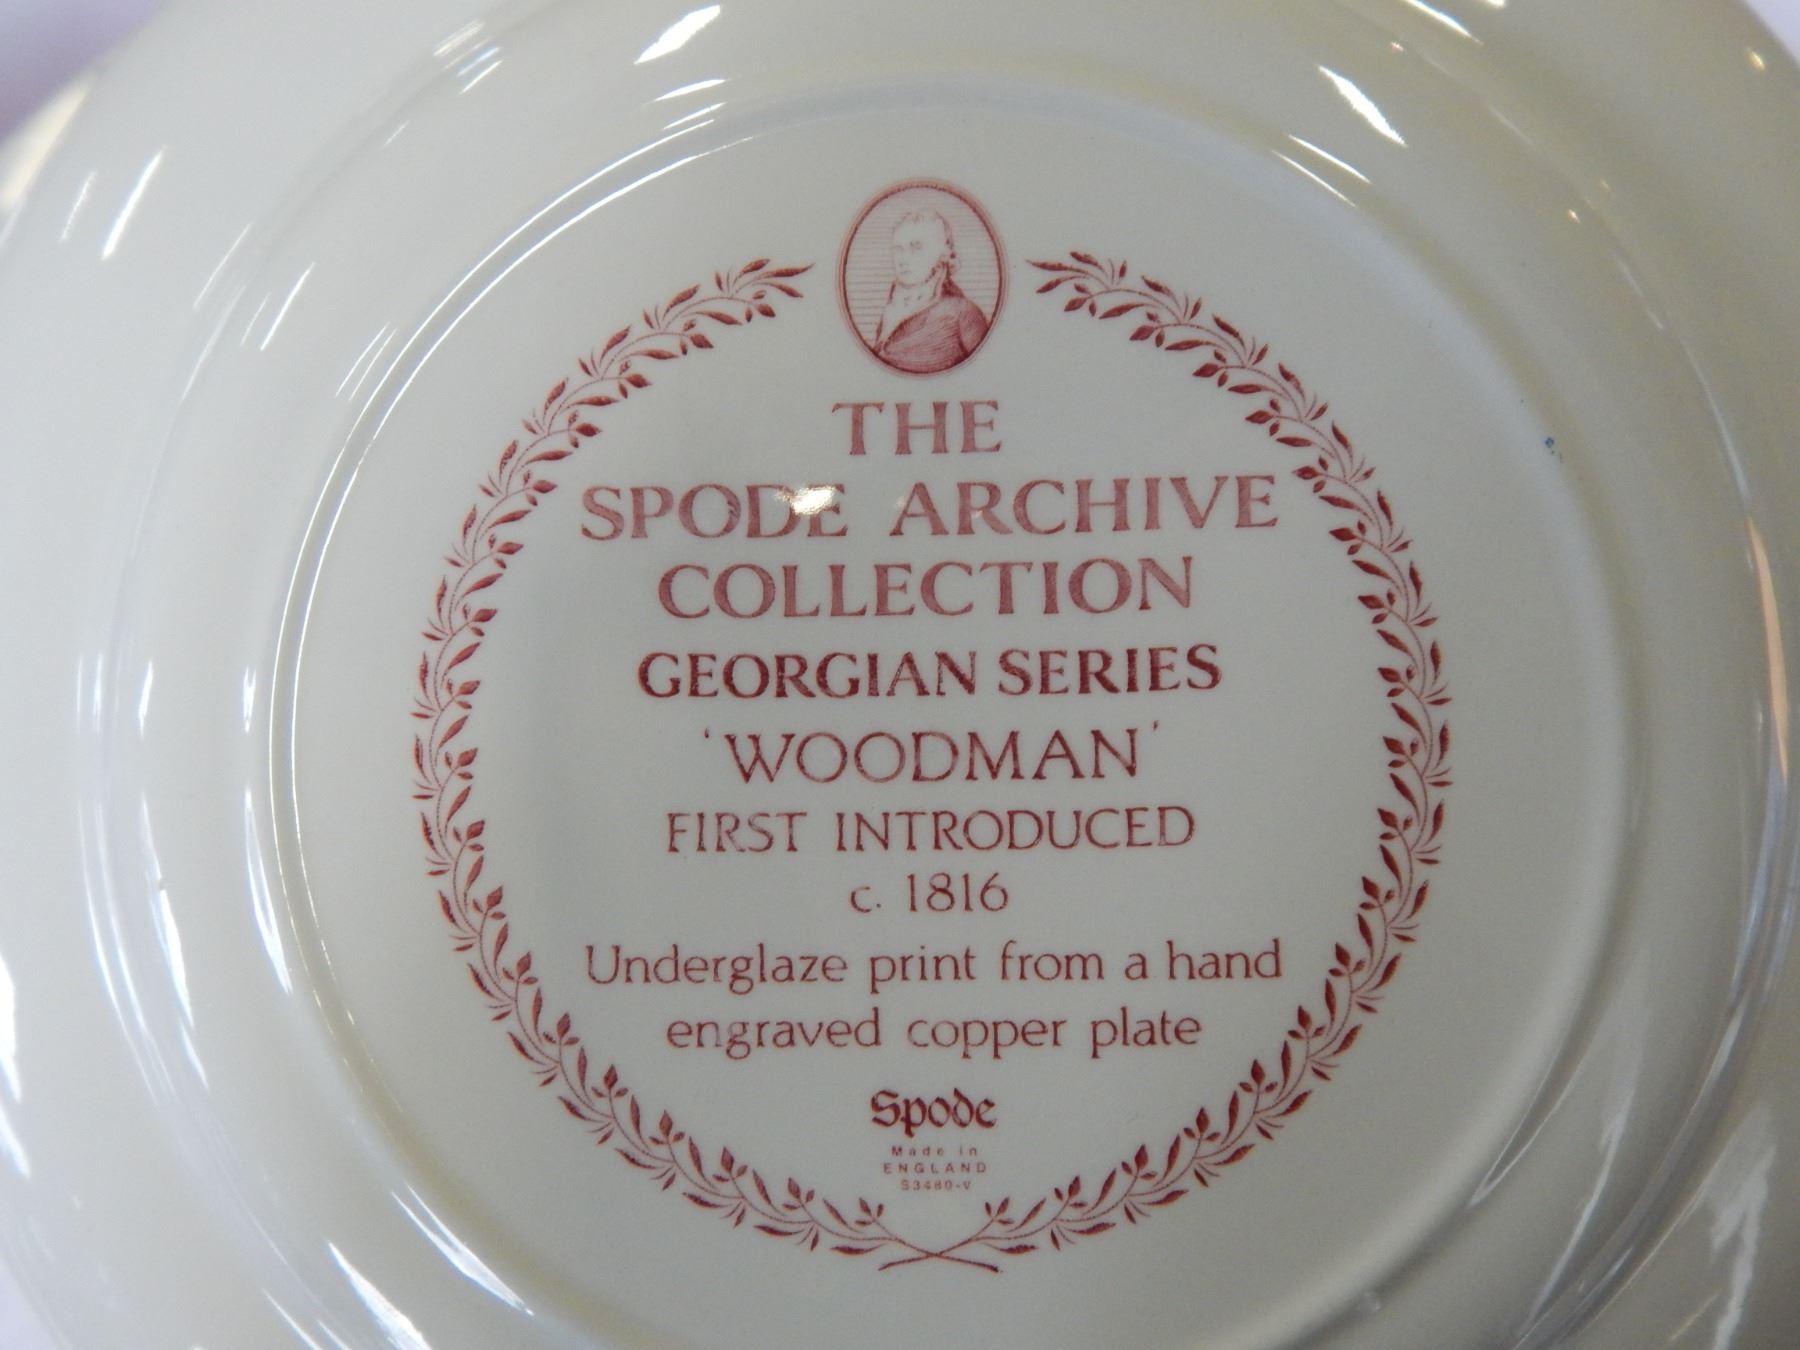 THE
SPODE ARCHIVE
COLLECTION
GEORGIAN SERIES
'WOODMAN'
FIRST INTRODUCED
c. 1816
Underglaze print from a hand
engraved copper plate
Spode
Made in
ENGLAND
S3480-V